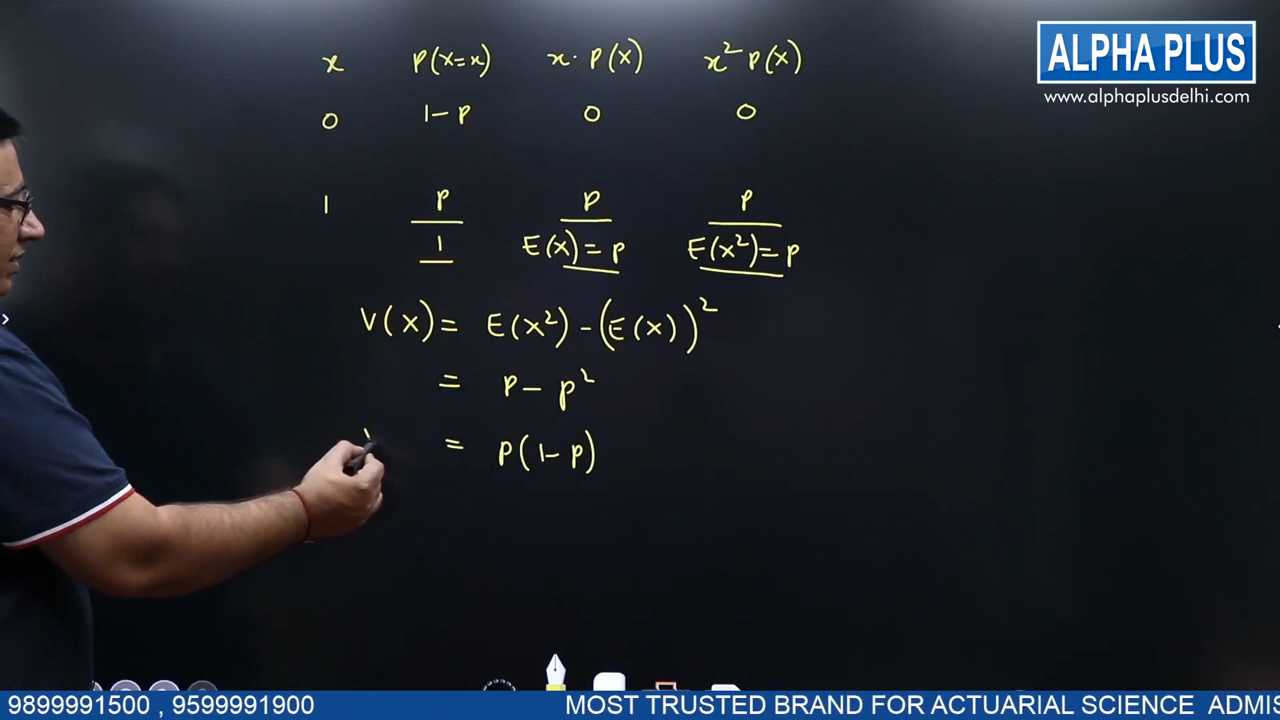 ALPHA PLUS
www.alphaplusdelhi.com
x P(X=x) x. P(X) x² P(X)
0 1-P 0 0
1 P P P
1 E(X)=P E(X²)=P
V(X) = E(X²) - (E(X))²
= P - P²
= P(1-P)
9899991500 , 9599991900 MOST TRUSTED BRAND FOR ACTUARIAL SCIENCE ADMIS